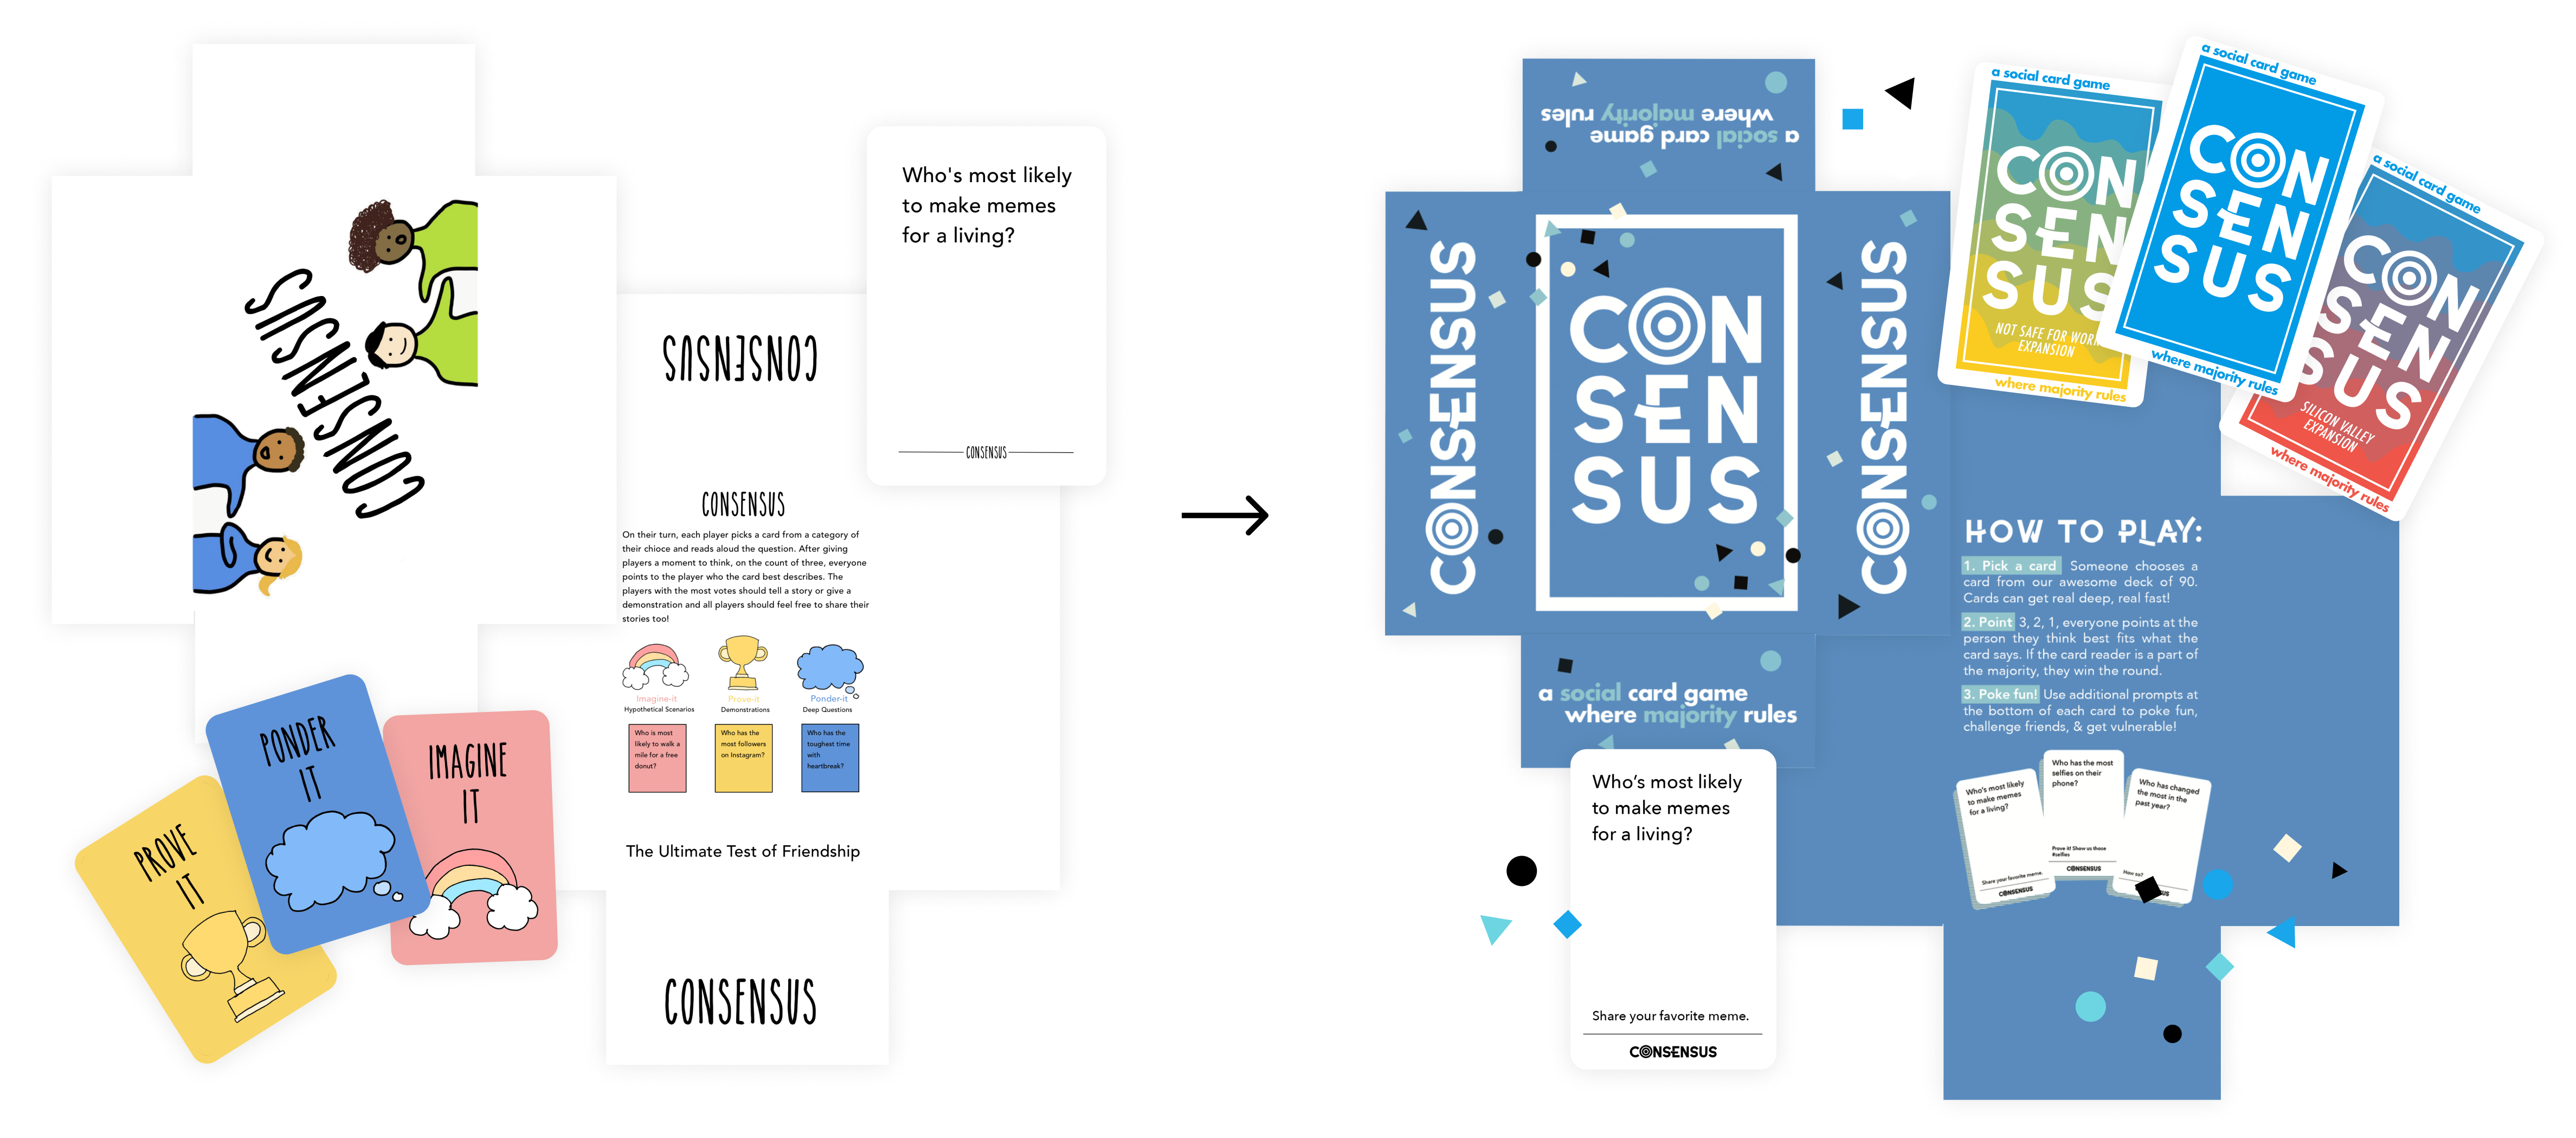 CONSENSUS
CONSENSUS
Who's most likely
to make memes
for a living?
CONSENSUS
CONSENSUS
On their turn, each player picks a card from a category of
their chioce and reads aloud the question. After giving
players a moment to think, on the count of three, everyone
points to the player who the card best describes. The
players with the most votes should tell a story or give a
demonstration and all players should feel free to share their
stories too!
Imagine-it
Hypothetical Scenarios
Prove-it
Demonstrations
Ponder-it
Deep Questions
Who is most
likely to walk a
mile for a free
donut?
Who has the
most followers
on Instagram?
Who has the
toughest time
with
heartbreak?
The Ultimate Test of Friendship
CONSENSUS
PROVE
IT
PONDER
IT
IMAGINE
IT
a social card game
where majority rules
CONSENSUS
CON
SEN
SUS
CONSENSUS
a social card game
where majority rules
a social card game
CON
SEN
SUS
NOT SAFE FOR WORK
EXPANSION
where majority rules
a social card game
CON
SEN
SUS
where majority rules
a social card game
CON
SEN
SUS
SILICON VALLEY
EXPANSION
where majority rules
HOW TO PLAY:
1. Pick a card Someone chooses a
card from our awesome deck of 90.
Cards can get real deep, real fast!
2. Point 3, 2, 1, everyone points at the
person they think best fits what the
card says. If the card reader is a part of
the majority, they win the round.
3. Poke fun! Use additional prompts at
the bottom of each card to poke fun,
challenge friends, & get vulnerable!
Who's most likely
to make memes
for a living?
Share your favorite meme.
CONSENSUS
Who has the most
selfies on their
phone?
Prove it! Show us those
#selfies
CONSENSUS
Who has changed
the most in the
past year?
How so?
Who's most likely
to make memes
for a living?
Share your favorite meme.
CONSENSUS